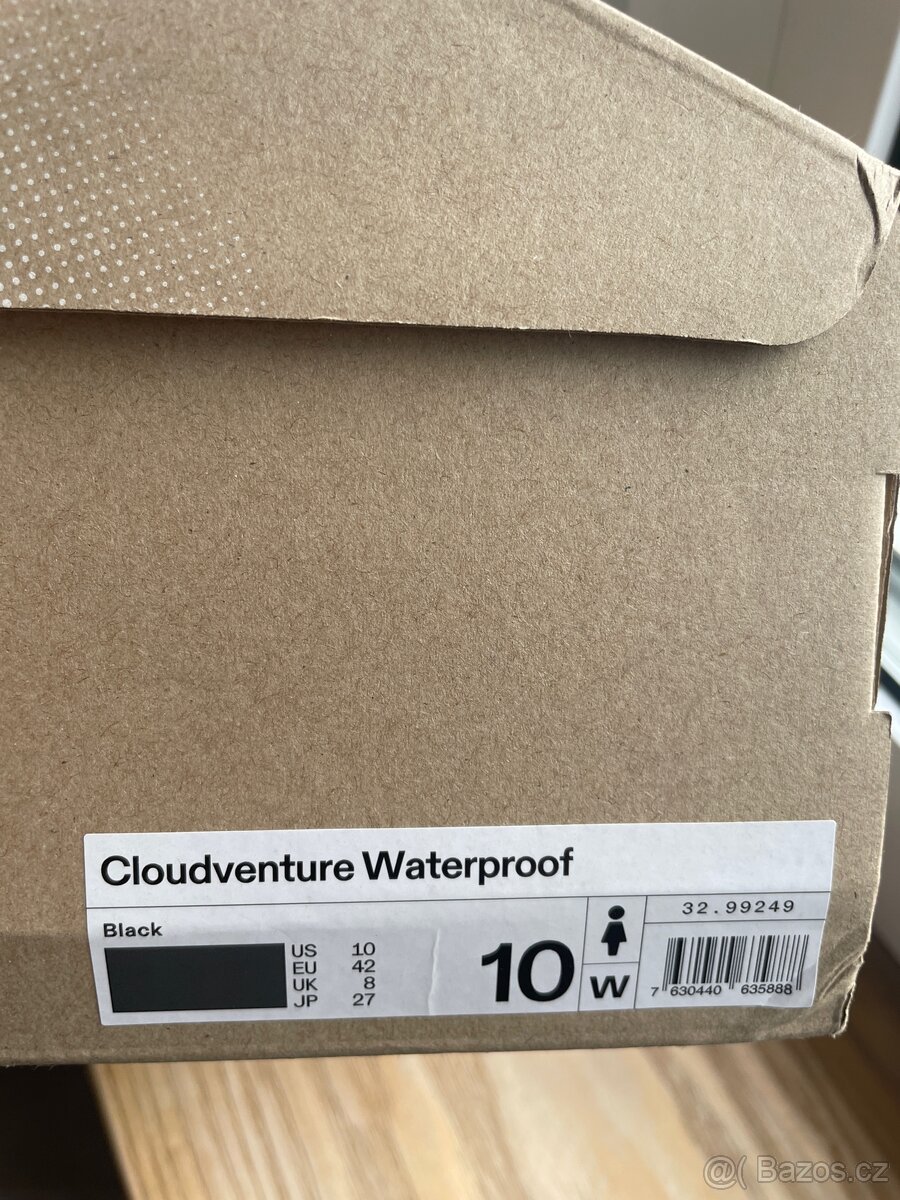 Cloudventure Waterproof
Black
US 10
EU 42
UK 8
JP 27
10
W
32.99249
7 630440 635888
@( Bazos.cz